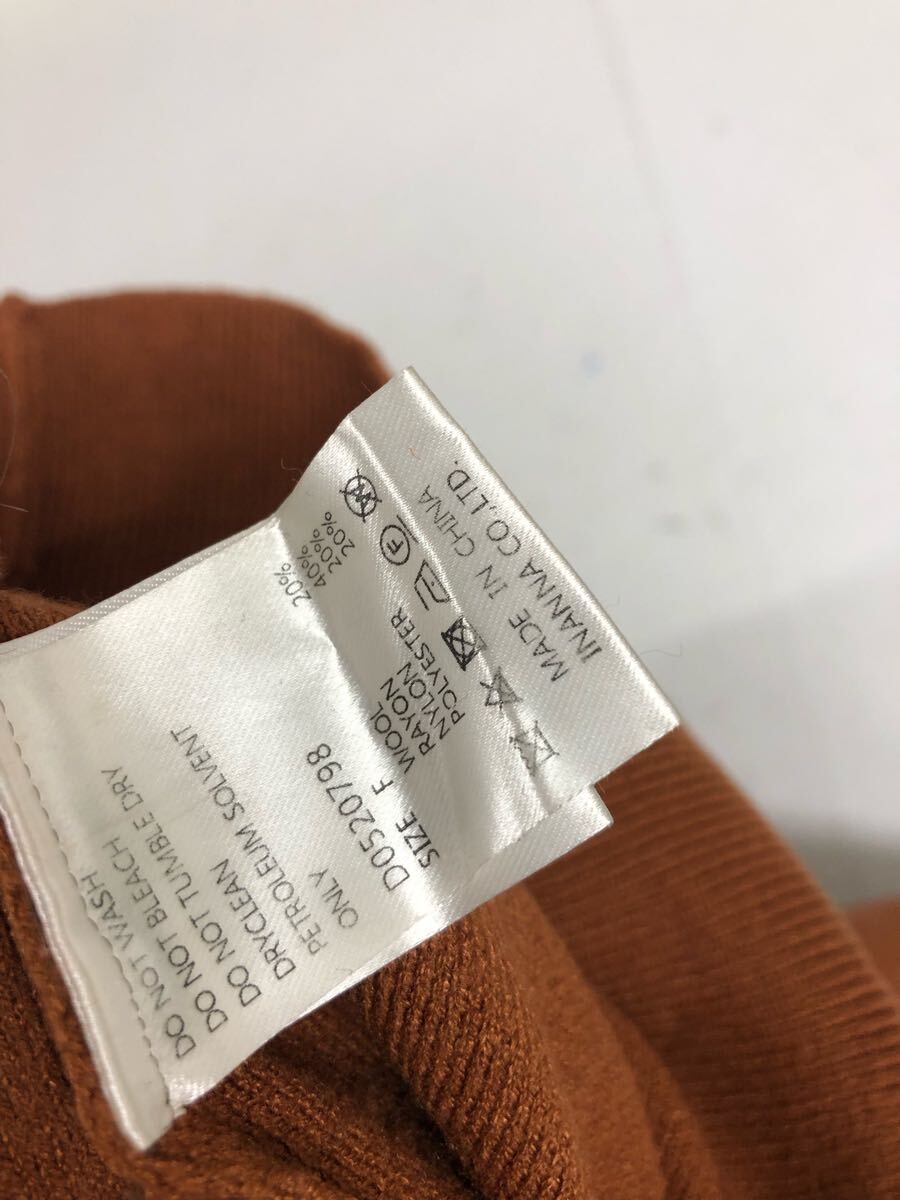 D0520798
SIZE F
WOOL 20%
RAYON 40%
NYLON 20%
POLYESTER 20%
F
MADE IN CHINA
INANNA CO.,LTD.
DO NOT WASH
DO NOT BLEACH
DO NOT TUMBLE DRY
DRYCLEAN
PETROLEUM SOLVENT
ONLY